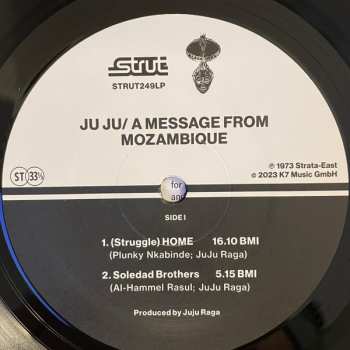 Strut
STRUT249LP
JU JU/ A MESSAGE FROM
MOZAMBIQUE
℗ 1973 Strata-East
© 2023 K7 Music GmbH
ST 33⅓
for
SIDE I
1. (Struggle) HOME 16.10 BMI
(Plunky Nkabinde; JuJu Raga)
2. Soledad Brothers 5.15 BMI
(Al-Hammel Rasul; JuJu Raga)
Produced by Juju Raga